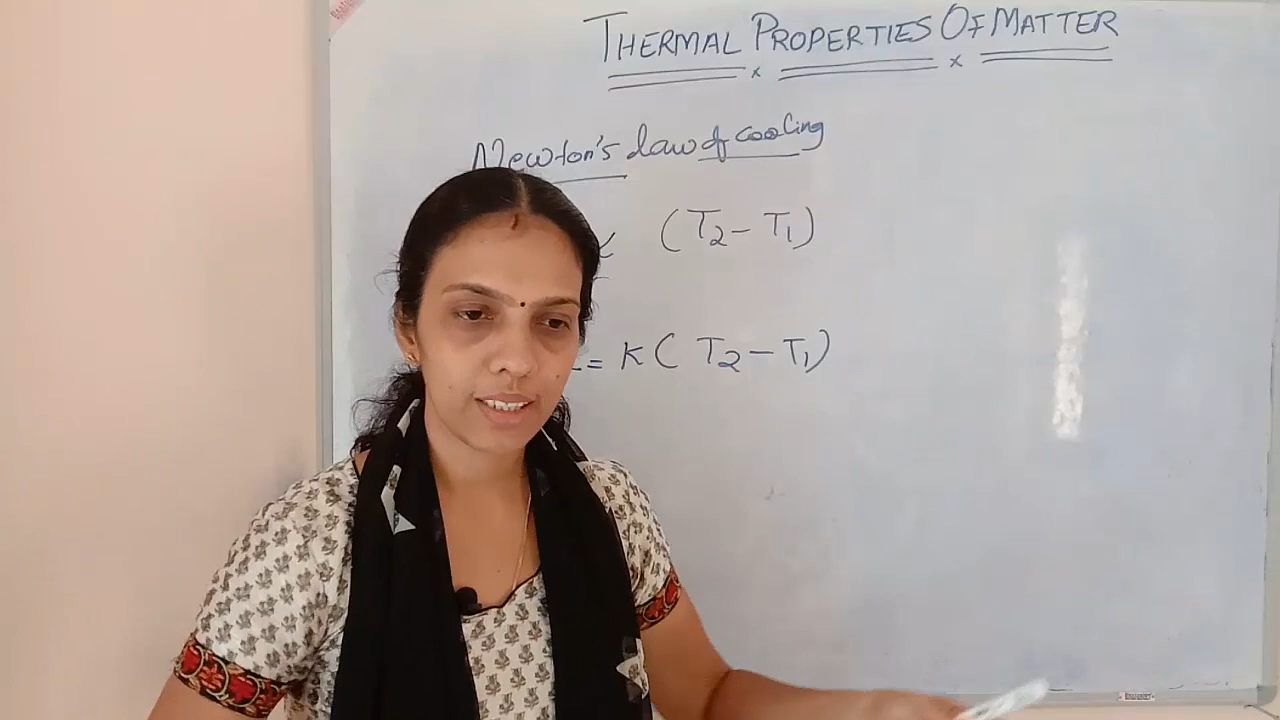 THERMAL PROPERTIES OF MATTER
Newton's law of cooling
(T₂ - T₁)
= K ( T₂ - T₁)